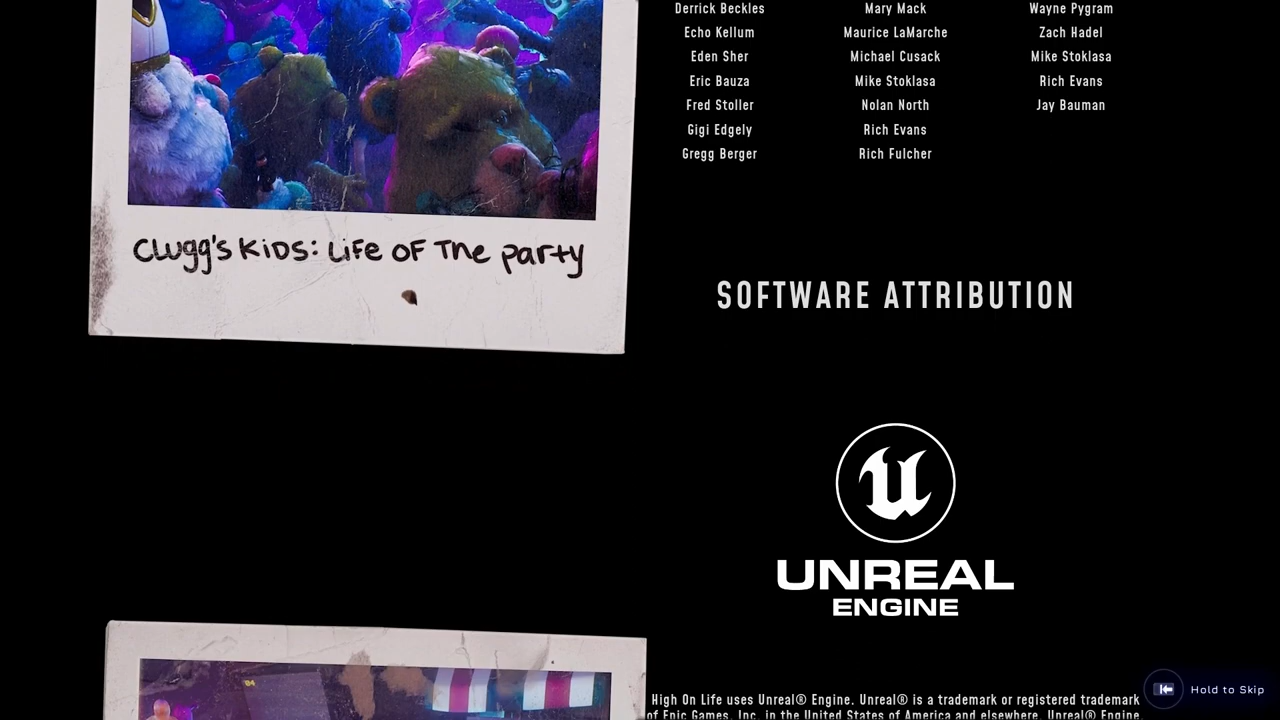 Derrick Beckles
Echo Kellum
Eden Sher
Eric Bauza
Fred Stoller
Gigi Edgely
Gregg Berger
Mary Mack
Maurice LaMarche
Michael Cusack
Mike Stoklasa
Nolan North
Rich Evans
Rich Fulcher
Wayne Pygram
Zach Hadel
Mike Stoklasa
Rich Evans
Jay Bauman
Clugg's Kids: Life of The party
SOFTWARE ATTRIBUTION
UNREAL
ENGINE
High On Life uses Unreal® Engine. Unreal® is a trademark or registered trademark
of Epic Games, Inc. in the United States of America and elsewhere. Unreal® Engine,
Hold to Skip